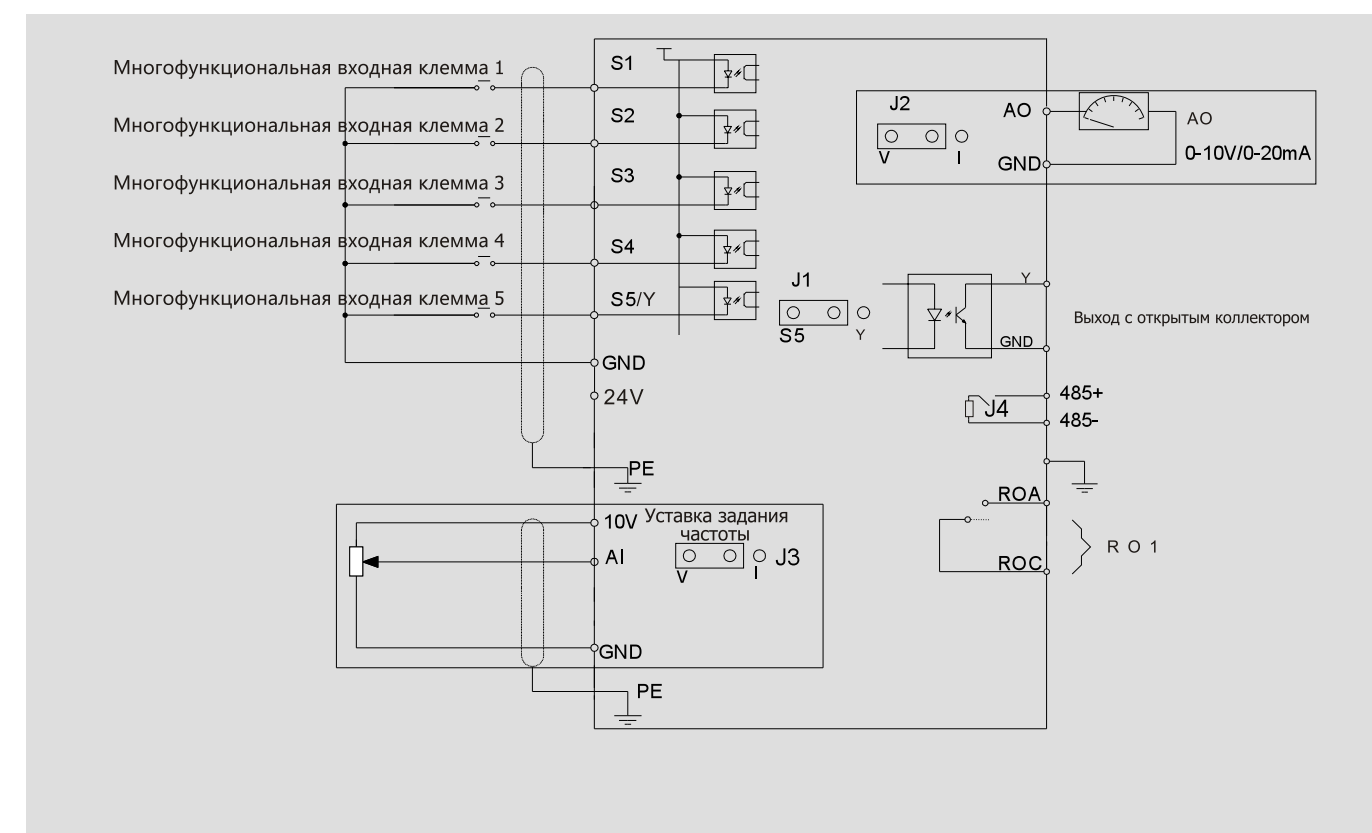 Многофункциональная входная клемма 1
S1
Многофункциональная входная клемма 2
S2
Многофункциональная входная клемма 3
S3
Многофункциональная входная клемма 4
S4
Многофункциональная входная клемма 5
S5/Y
GND
24V
PE
J2
V
I
AO
GND
AO
0-10V/0-20mA
J1
S5
Y
Y
GND
Выход с открытым коллектором
J4
485+
485-
ROA
ROC
R O 1
10V
Уставка задания
частоты
AI
V
I
J3
GND
PE